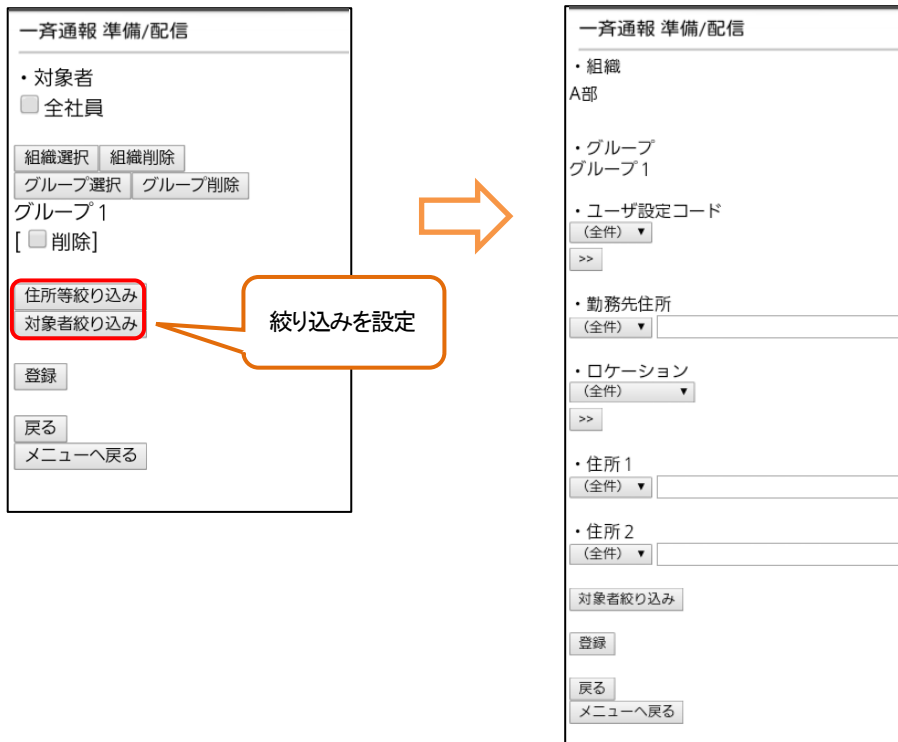 一斉通報 準備/配信
・対象者
全社員
組織選択 組織削除
グループ選択 グループ削除
グループ 1
[ 削除]
住所等絞り込み
対象者絞り込み
登録
戻る
メニューへ戻る
絞り込みを設定
一斉通報 準備/配信
・組織
A部
・グループ
グループ 1
・ユーザ設定コード
(全件) ▼
>>
・勤務先住所
(全件) ▼
・ロケーション
(全件) ▼
>>
・住所 1
(全件) ▼
・住所 2
(全件) ▼
対象者絞り込み
登録
戻る
メニューへ戻る